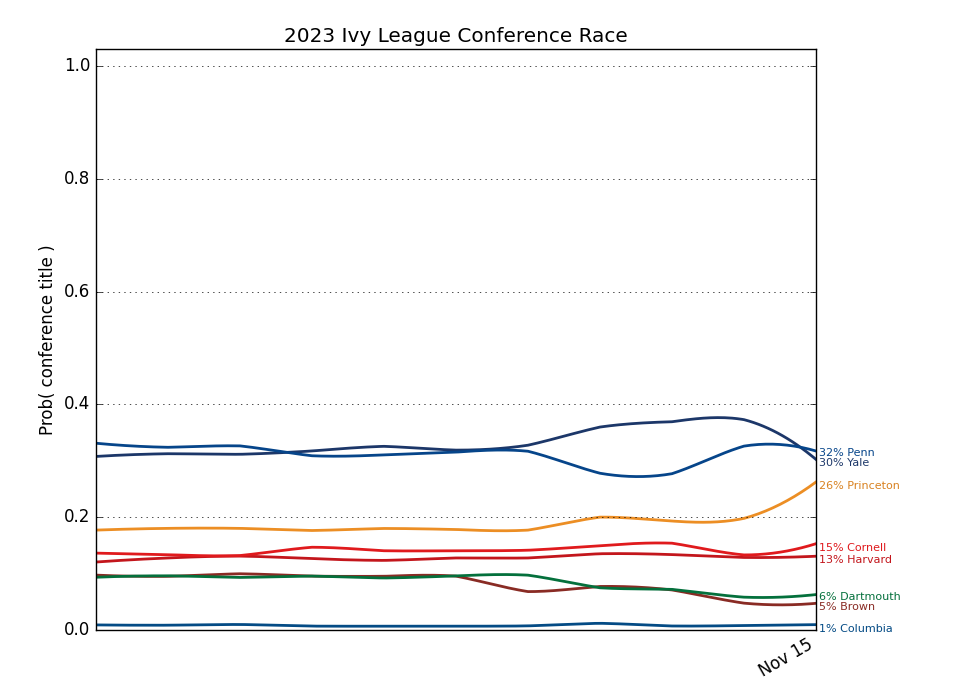 2023 Ivy League Conference Race
Prob( conference title )
1.0
0.8
0.6
0.4
0.2
0.0
32% Penn
30% Yale
26% Princeton
15% Cornell
13% Harvard
6% Dartmouth
5% Brown
1% Columbia
Nov 15